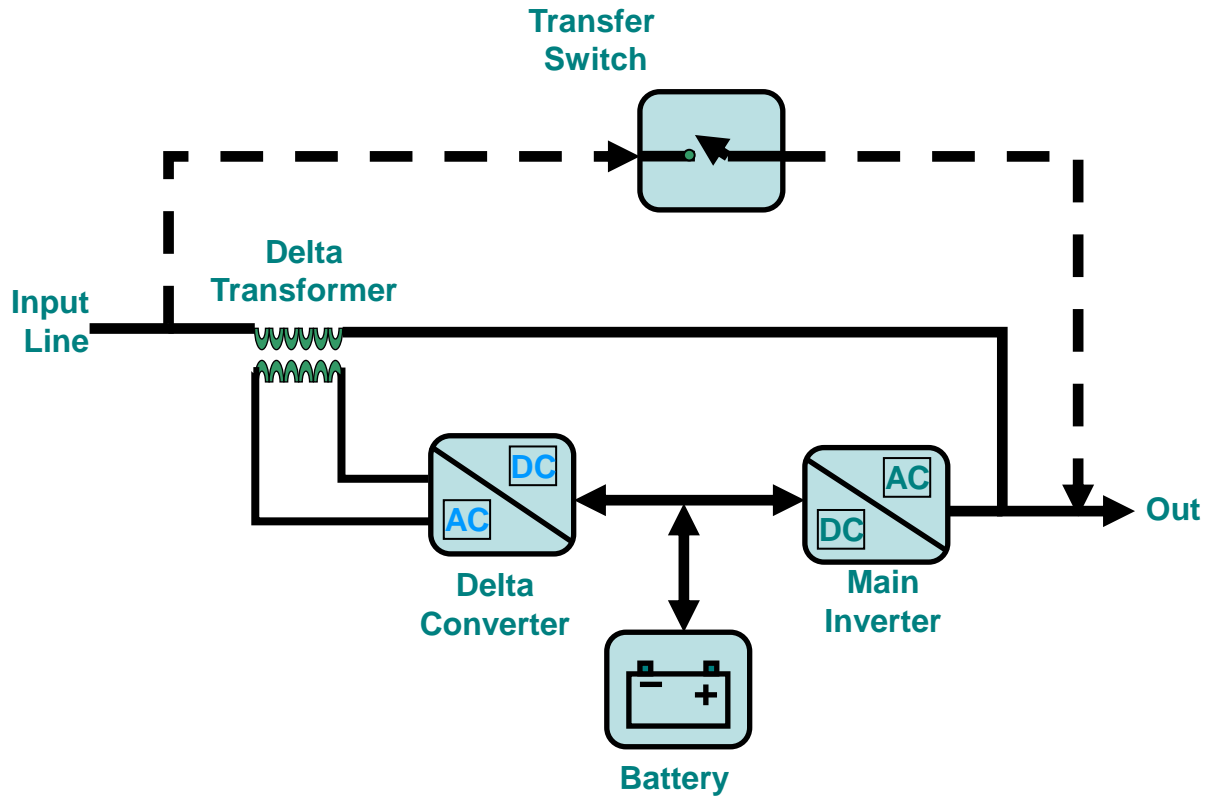 Transfer
Switch
Delta
Transformer
Input
Line
DC
AC
AC
DC
Out
Delta
Converter
Main
Inverter
Battery